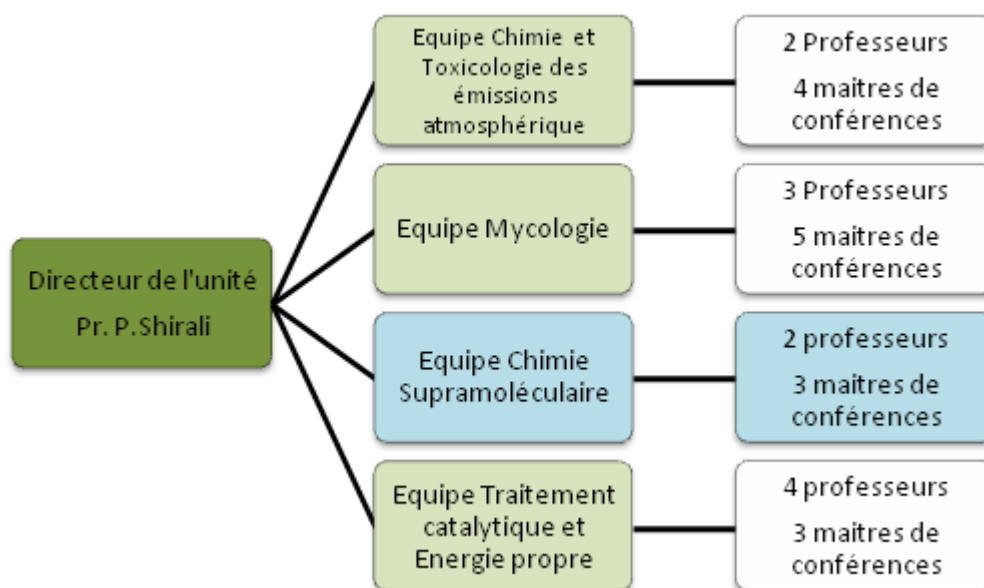 Directeur de l'unité
Pr. P.Shirali
Equipe Chimie et
Toxicologie des
émissions
atmosphérique
2 Professeurs
4 maitres de
conférences
Equipe Mycologie
3 Professeurs
5 maitres de
conférences
Equipe Chimie
Supramoléculaire
2 professeurs
3 maitres de
conférences
Equipe Traitement
catalytique et
Energie propre
4 professeurs
3 maitres de
conférences